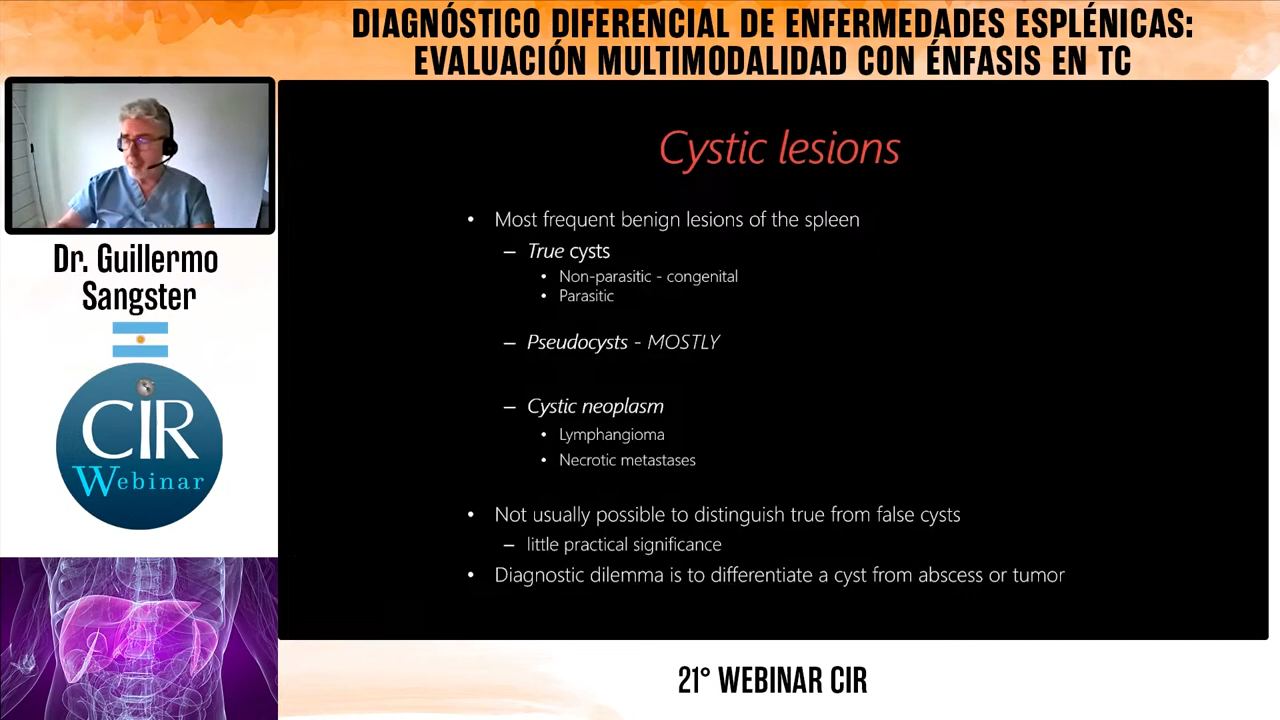 DIAGNÓSTICO DIFERENCIAL DE ENFERMEDADES ESPLÉNICAS:
EVALUACIÓN MULTIMODALIDAD CON ÉNFASIS EN TC
Dr. Guillermo
Sangster
CIR
Webinar
Cystic lesions
• Most frequent benign lesions of the spleen
– True cysts
• Non-parasitic - congenital
• Parasitic
– Pseudocysts - MOSTLY
– Cystic neoplasm
• Lymphangioma
• Necrotic metastases
• Not usually possible to distinguish true from false cysts
– little practical significance
• Diagnostic dilemma is to differentiate a cyst from abscess or tumor
21° WEBINAR CIR